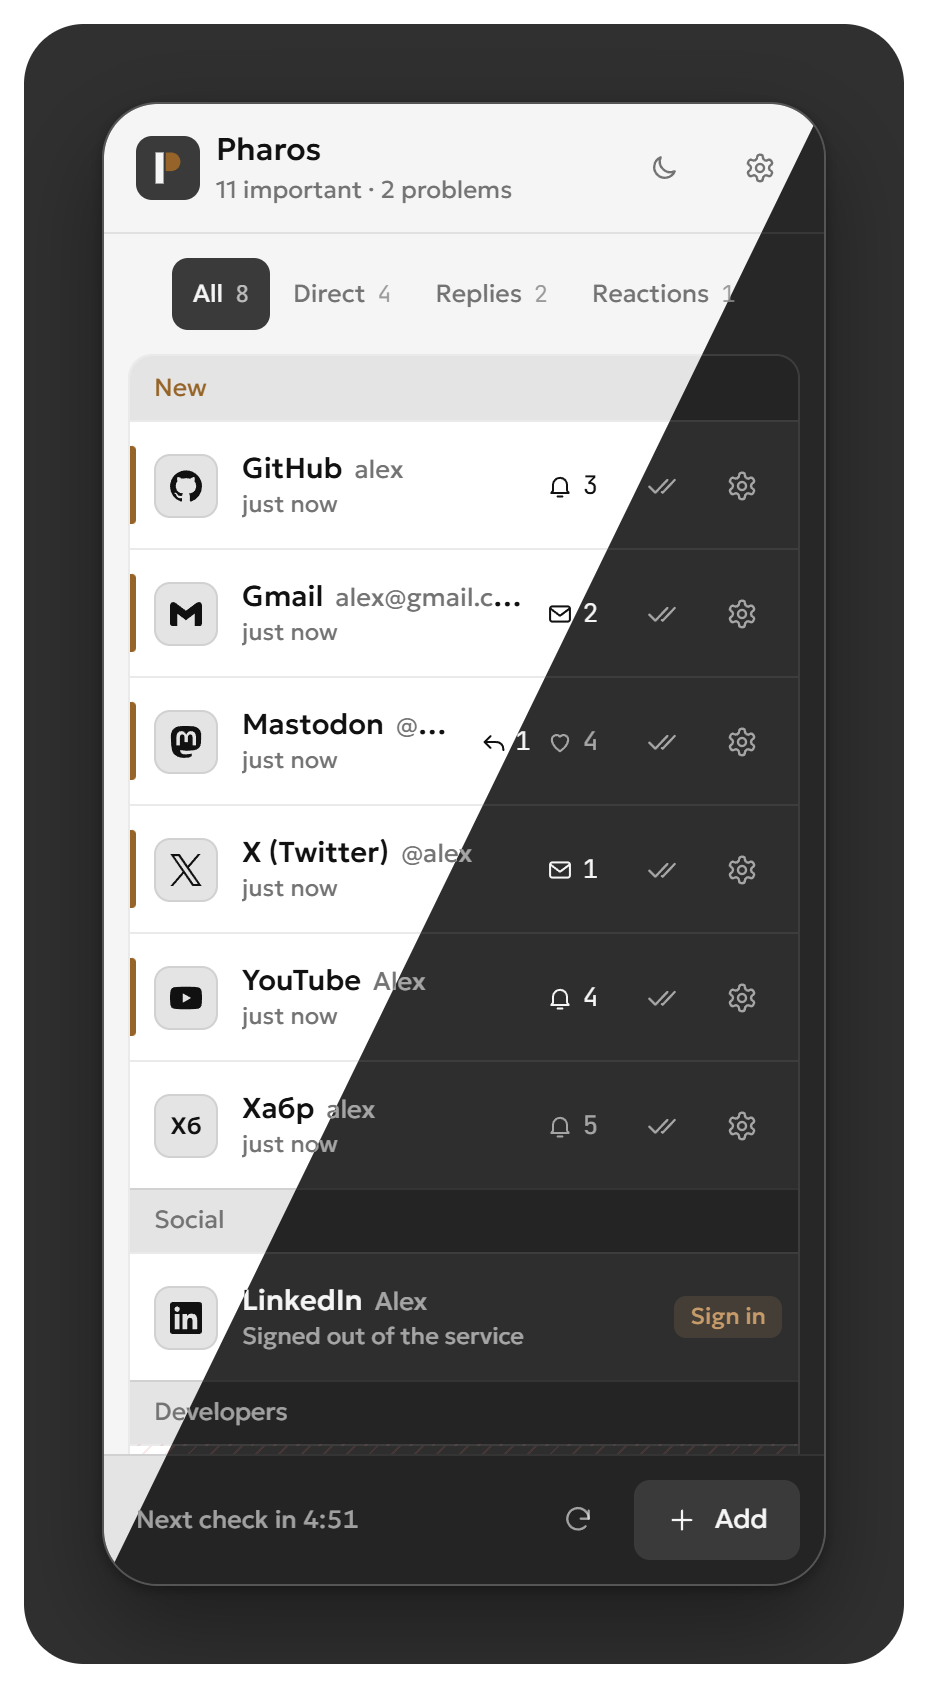 Pharos
11 important · 2 problems
All 8 Direct 4 Replies 2 Reactions 1
New
GitHub alex 3
just now
Gmail alex@gmail.c... 2
just now
Mastodon @... 1 4
just now
X (Twitter) @alex 1
just now
YouTube Alex 4
just now
Хб Хабр alex 5
just now
Social
LinkedIn Alex
Signed out of the service
Sign in
Developers
Next check in 4:51
Add